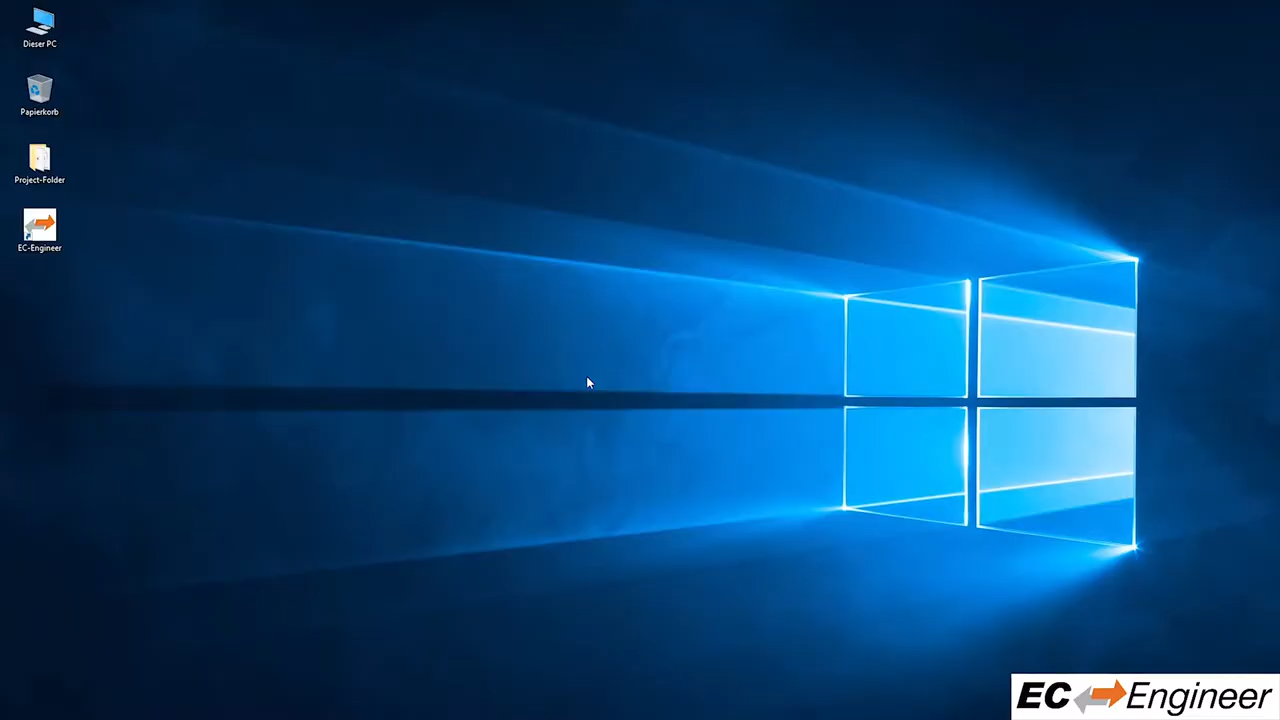 Dieser PC
Papierkorb
Project-Folder
EC-Engineer
EC Engineer